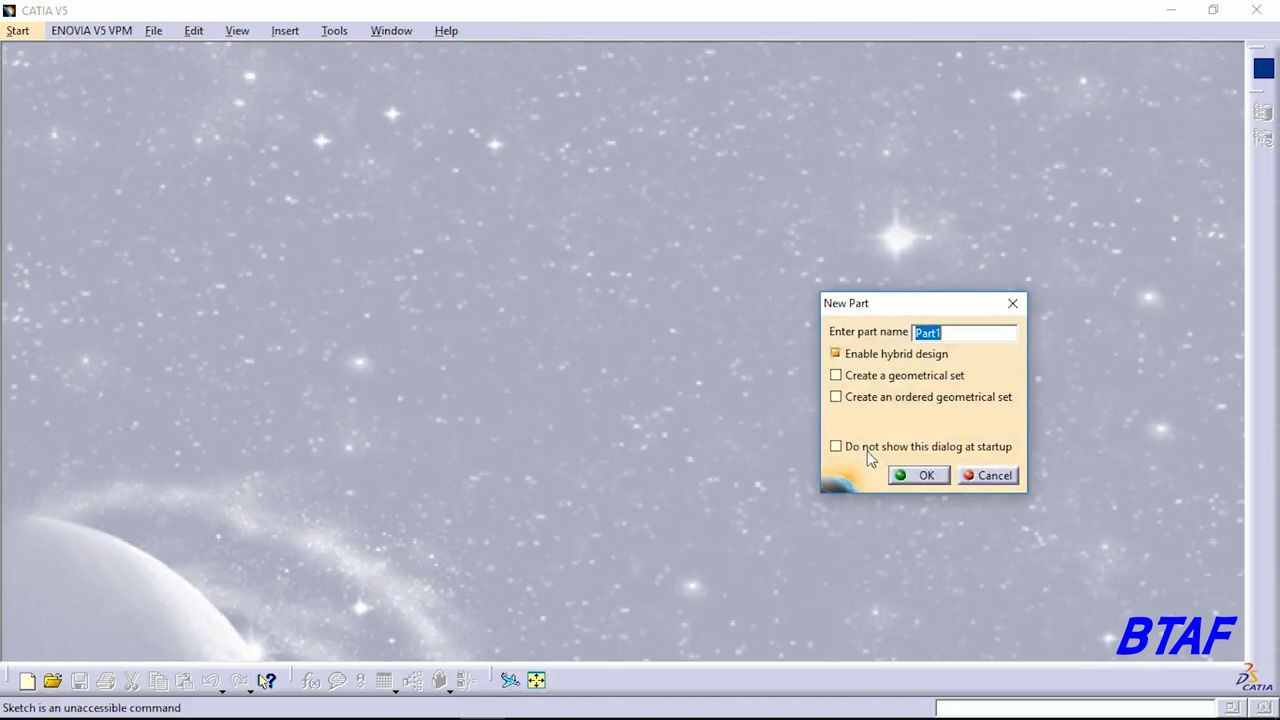 CATIA V5
Start ENOVIA V5 VPM File Edit View Insert Tools Window Help
New Part
Enter part name Part1
Enable hybrid design
Create a geometrical set
Create an ordered geometrical set
Do not show this dialog at startup
OK Cancel
BTAF
CATIA
Sketch is an unaccessible command